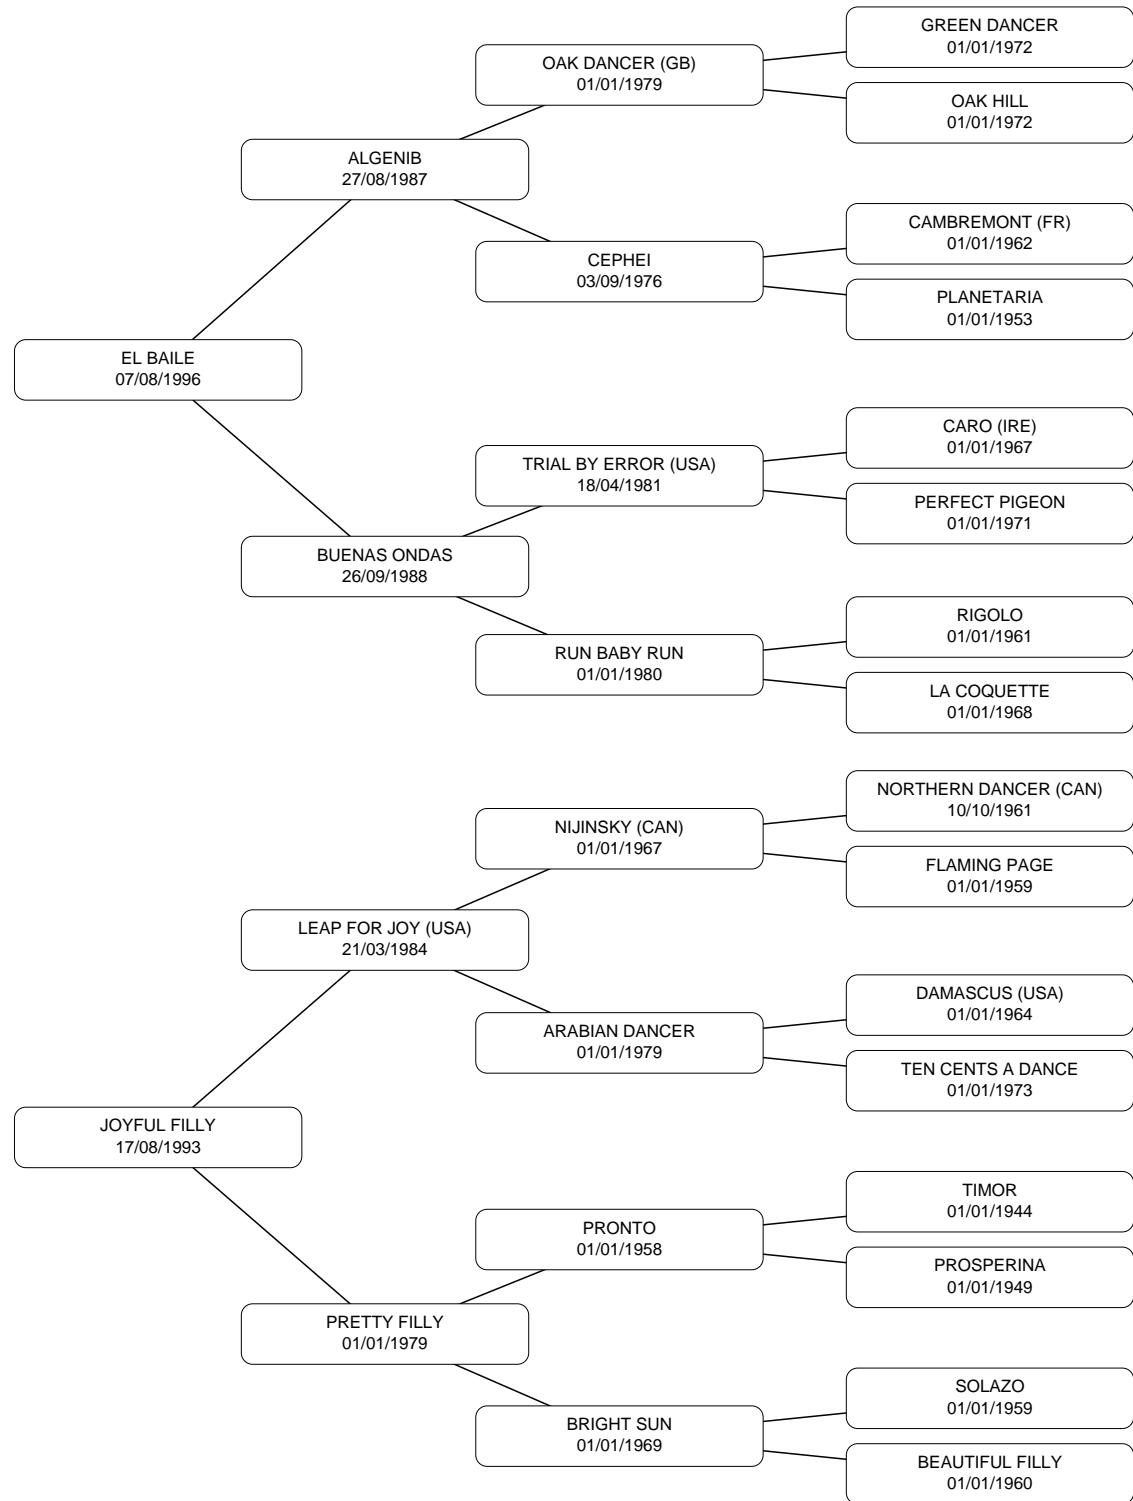 GREEN DANCER
01/01/1972
OAK DANCER (GB)
01/01/1979
OAK HILL
01/01/1972
ALGENIB
27/08/1987
CAMBREMONT (FR)
01/01/1962
CEPHEI
03/09/1976
PLANETARIA
01/01/1953
EL BAILE
07/08/1996
CARO (IRE)
01/01/1967
TRIAL BY ERROR (USA)
18/04/1981
PERFECT PIGEON
01/01/1971
BUENAS ONDAS
26/09/1988
RIGOLO
01/01/1961
RUN BABY RUN
01/01/1980
LA COQUETTE
01/01/1968
NORTHERN DANCER (CAN)
10/10/1961
NIJINSKY (CAN)
01/01/1967
FLAMING PAGE
01/01/1959
LEAP FOR JOY (USA)
21/03/1984
DAMASCUS (USA)
01/01/1964
ARABIAN DANCER
01/01/1979
TEN CENTS A DANCE
01/01/1973
JOYFUL FILLY
17/08/1993
TIMOR
01/01/1944
PRONTO
01/01/1958
PROSPERINA
01/01/1949
PRETTY FILLY
01/01/1979
SOLAZO
01/01/1959
BRIGHT SUN
01/01/1969
BEAUTIFUL FILLY
01/01/1960